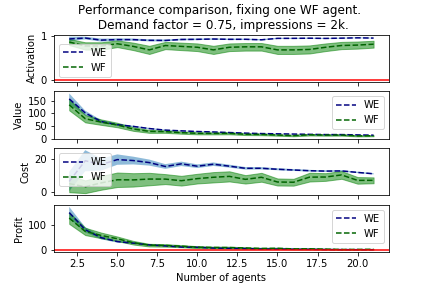 Performance comparison, fixing one WF agent.
Demand factor = 0.75, impressions = 2k.
Activation
1
0
WE
WF
Value
150
100
50
0
WE
WF
Cost
20
0
WE
WF
Profit
100
0
WE
WF
2.5 5.0 7.5 10.0 12.5 15.0 17.5 20.0
Number of agents